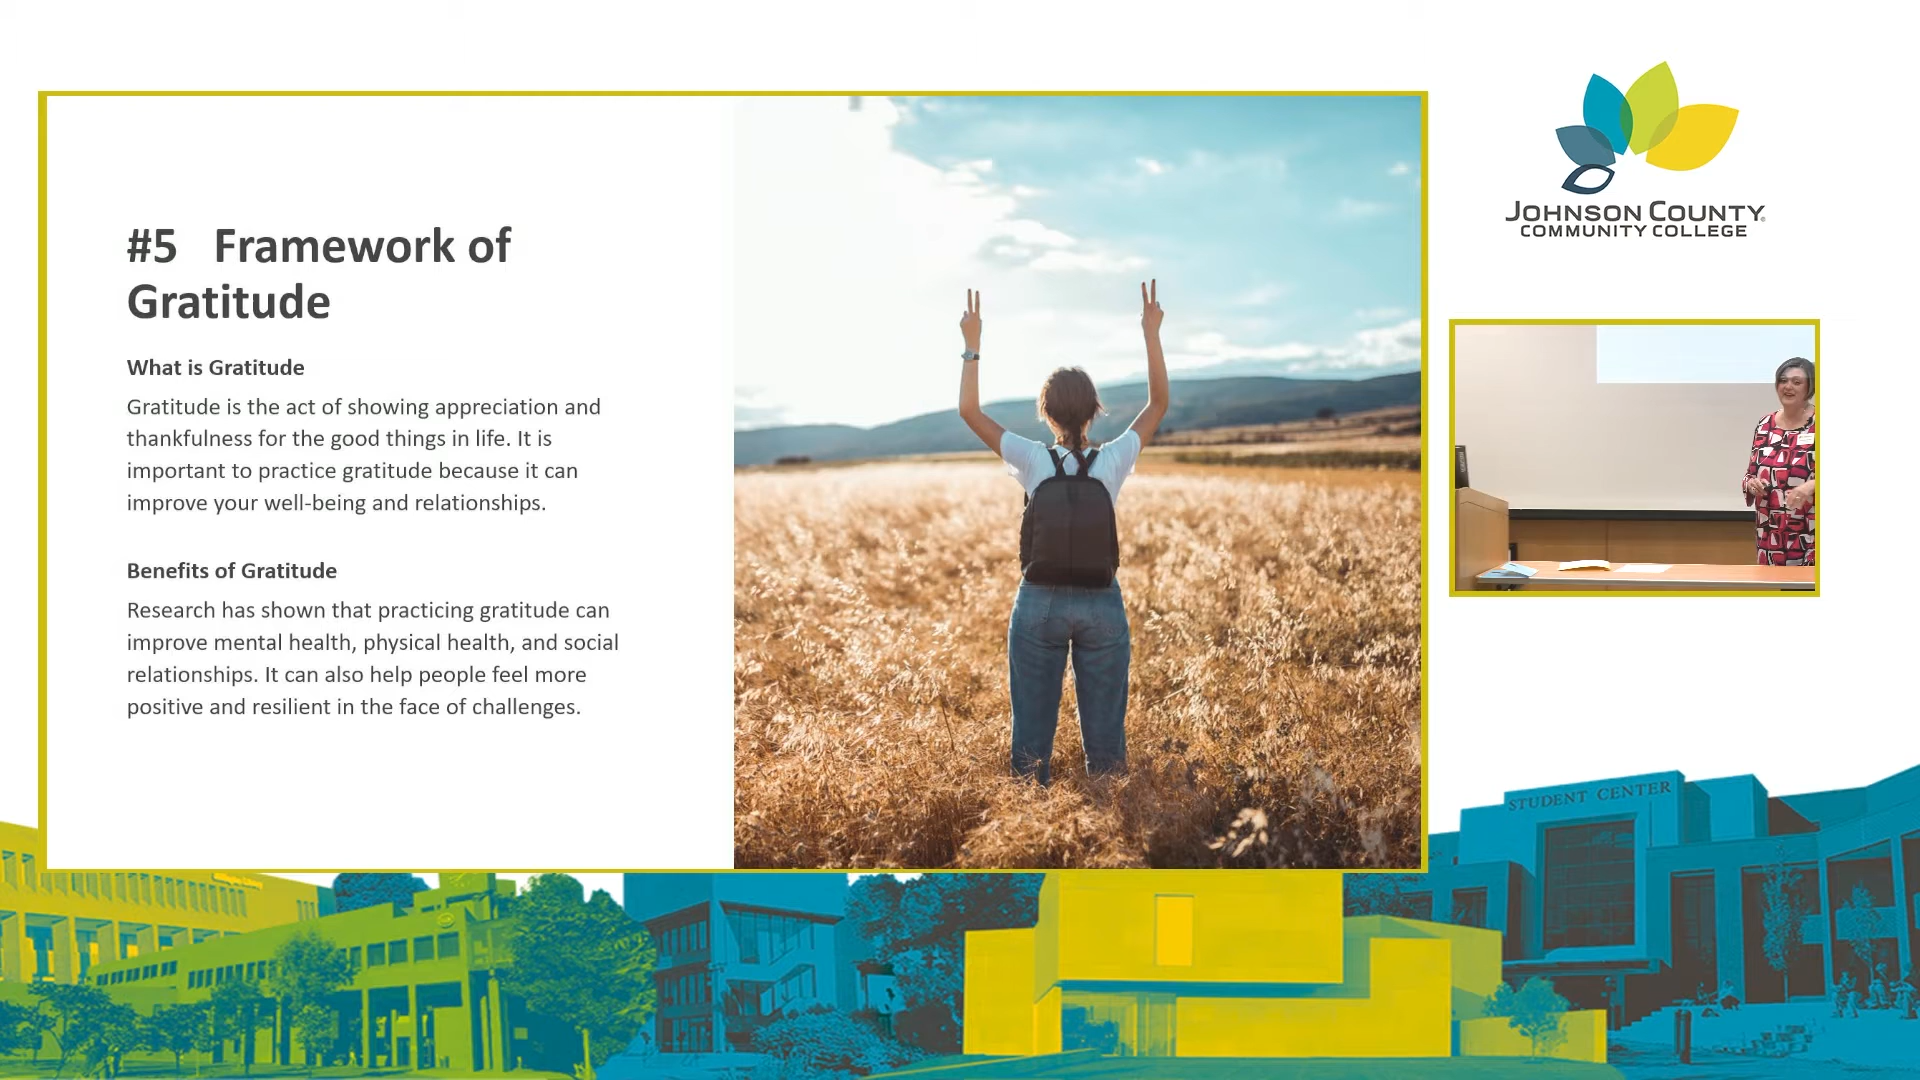 #5 Framework of
Gratitude
What is Gratitude
Gratitude is the act of showing appreciation and
thankfulness for the good things in life. It is
important to practice gratitude because it can
improve your well-being and relationships.
Benefits of Gratitude
Research has shown that practicing gratitude can
improve mental health, physical health, and social
relationships. It can also help people feel more
positive and resilient in the face of challenges.
JOHNSON COUNTY®
COMMUNITY COLLEGE
STUDENT CENTER